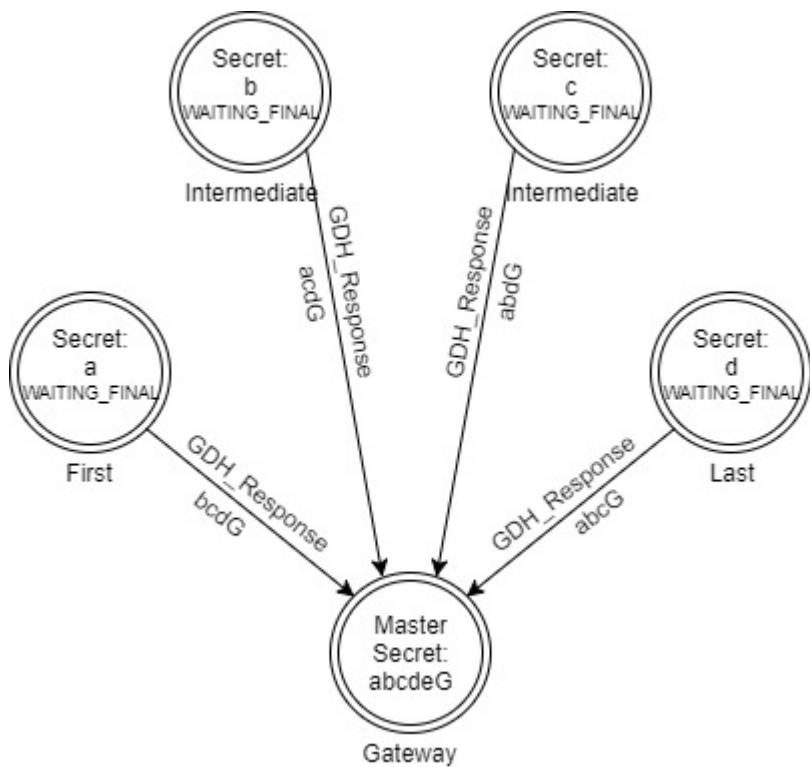 Secret:
b
WAITING_FINAL
Intermediate
Secret:
c
WAITING_FINAL
Intermediate
GDH_Response
acdG
GDH_Response
abdG
Secret:
a
WAITING_FINAL
First
Secret:
d
WAITING_FINAL
Last
GDH_Response
bcdG
GDH_Response
abcG
Master
Secret:
abcdeG
Gateway